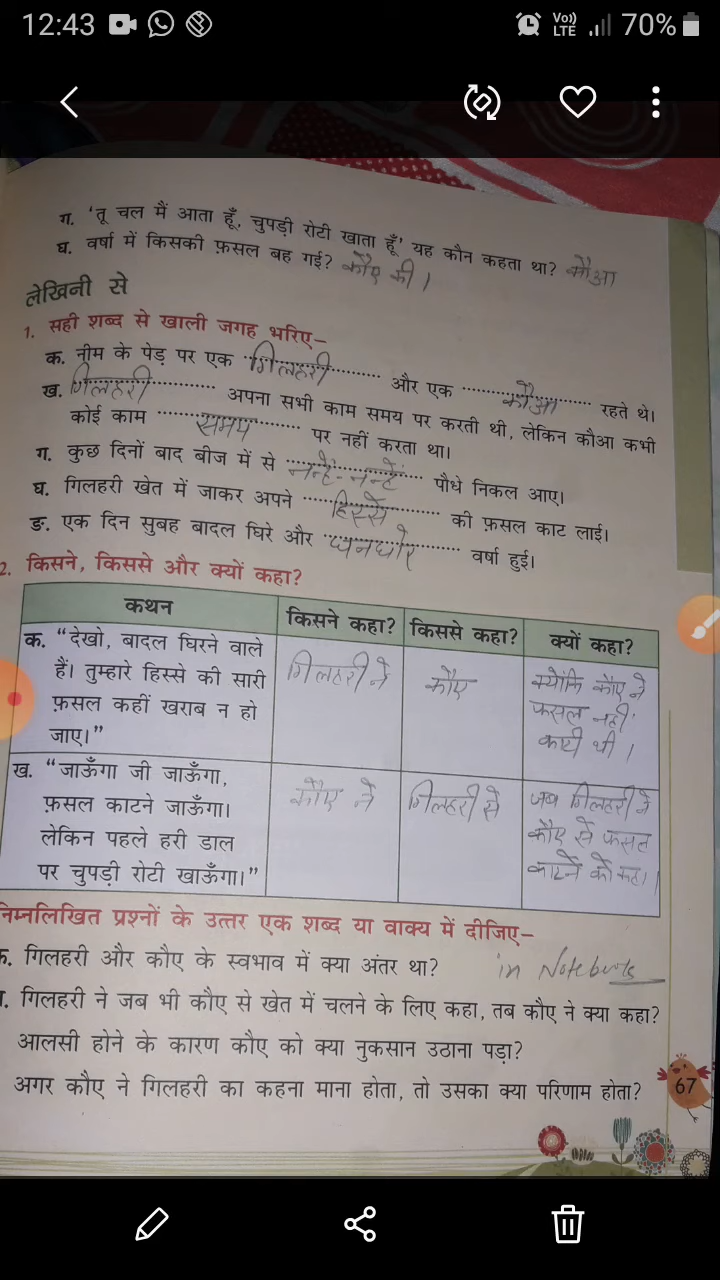 12:43 Vo)) LTE 70%
ग. 'तू चल मैं आता हूँ, चुपड़ी रोटी खाता हूँ' यह कौन कहता था? कौआ
घ. वर्षा में किसकी फ़सल बह गई? कौए की।
लेखिनी से
1. सही शब्द से खाली जगह भरिए–
क. नीम के पेड़ पर एक गिलहरी और एक कौआ रहते थे।
ख. गिलहरी अपना सभी काम समय पर करती थी, लेकिन कौआ कभी
कोई काम समय पर नहीं करता था।
ग. कुछ दिनों बाद बीज में से नन्हें-नन्हें पौधे निकल आए।
घ. गिलहरी खेत में जाकर अपने हिस्से की फ़सल काट लाई।
ङ. एक दिन सुबह बादल घिरे और घनघोर वर्षा हुई।
2. किसने, किससे और क्यों कहा?
कथन किसने कहा? किससे कहा? क्यों कहा?
क. "देखो, बादल घिरने वाले
हैं। तुम्हारे हिस्से की सारी
फ़सल कहीं खराब न हो
जाए।"
गिलहरी ने
कौए
क्योंकि कौए ने
फसल नही
काटी थी।
ख. "जाऊँगा जी जाऊँगा,
फ़सल काटने जाऊँगा।
लेकिन पहले हरी डाल
पर चुपड़ी रोटी खाऊँगा।"
कौए ने
गिलहरी से
जब गिलहरी ने
कौए से फसल
काटने को कहा।
निम्नलिखित प्रश्नों के उत्तर एक शब्द या वाक्य में दीजिए–
क. गिलहरी और कौए के स्वभाव में क्या अंतर था? in Notebook
गिलहरी ने जब भी कौए से खेत में चलने के लिए कहा, तब कौए ने क्या कहा?
आलसी होने के कारण कौए को क्या नुकसान उठाना पड़ा?
अगर कौए ने गिलहरी का कहना माना होता, तो उसका क्या परिणाम होता?
67